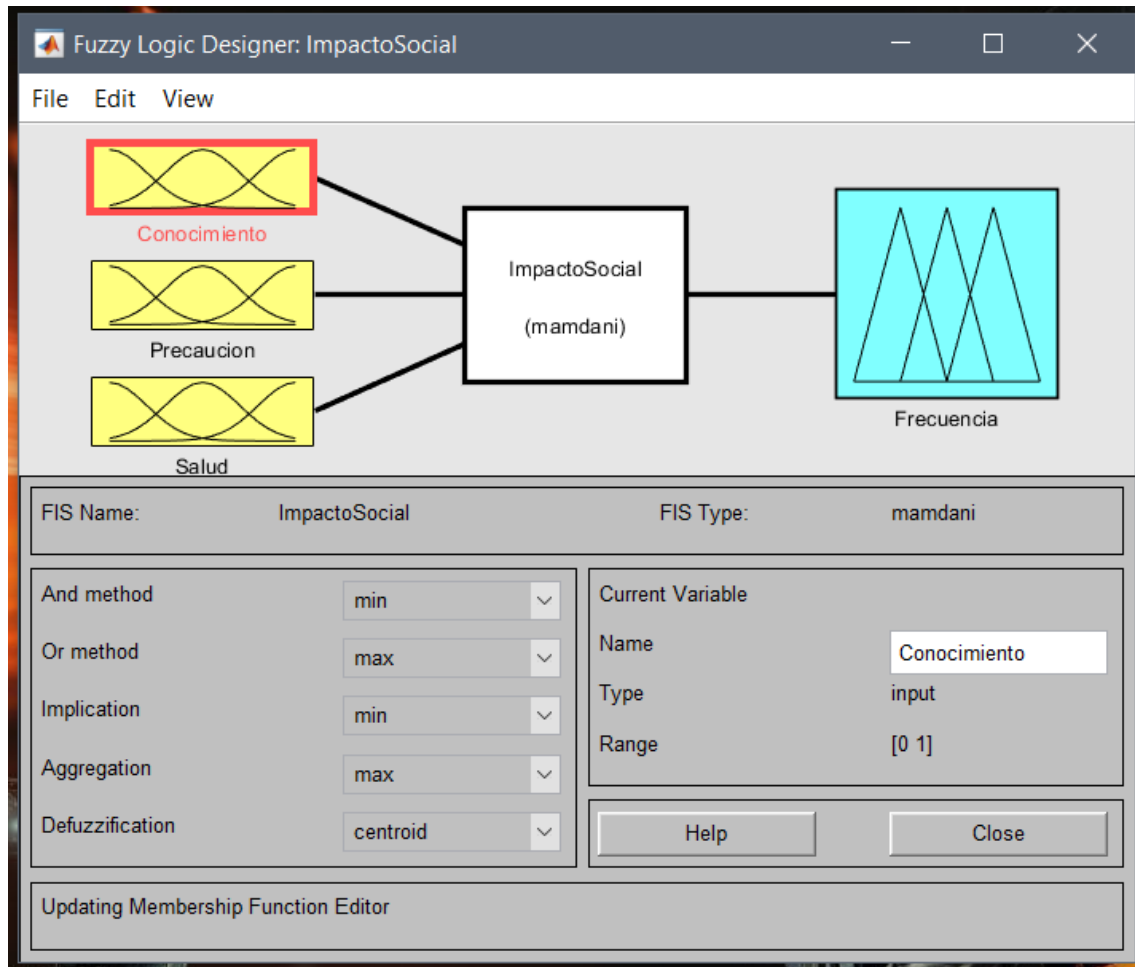 Fuzzy Logic Designer: ImpactoSocial
File Edit View
Conocimiento
Precaucion
Salud
ImpactoSocial
(mamdani)
Frecuencia
FIS Name: ImpactoSocial FIS Type: mamdani
And method min
Or method max
Implication min
Aggregation max
Defuzzification centroid
Current Variable
Name Conocimiento
Type input
Range [0 1]
Help Close
Updating Membership Function Editor